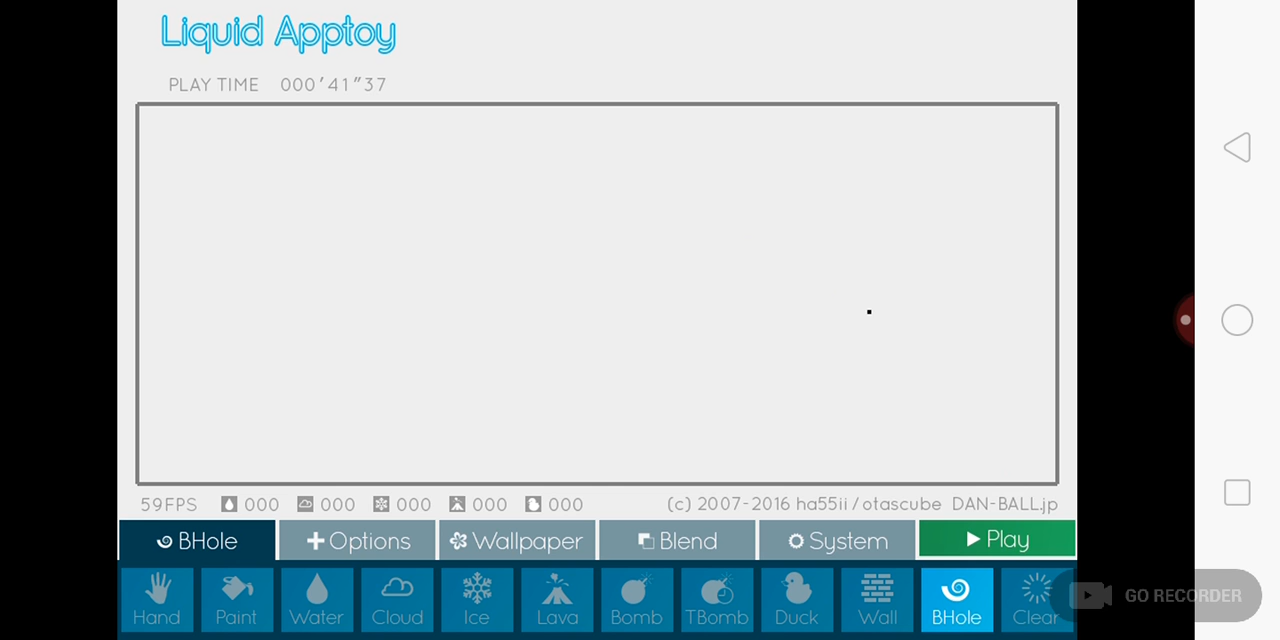 Liquid Apptoy
PLAY TIME 000'41"37
59FPS 000 000 000 000 000 (c) 2007-2016 ha55ii/otascube DAN-BALL.jp
BHole Options Wallpaper Blend System Play
Hand Paint Water Cloud Ice Lava Bomb TBomb Duck Wall BHole Clear GO RECORDER